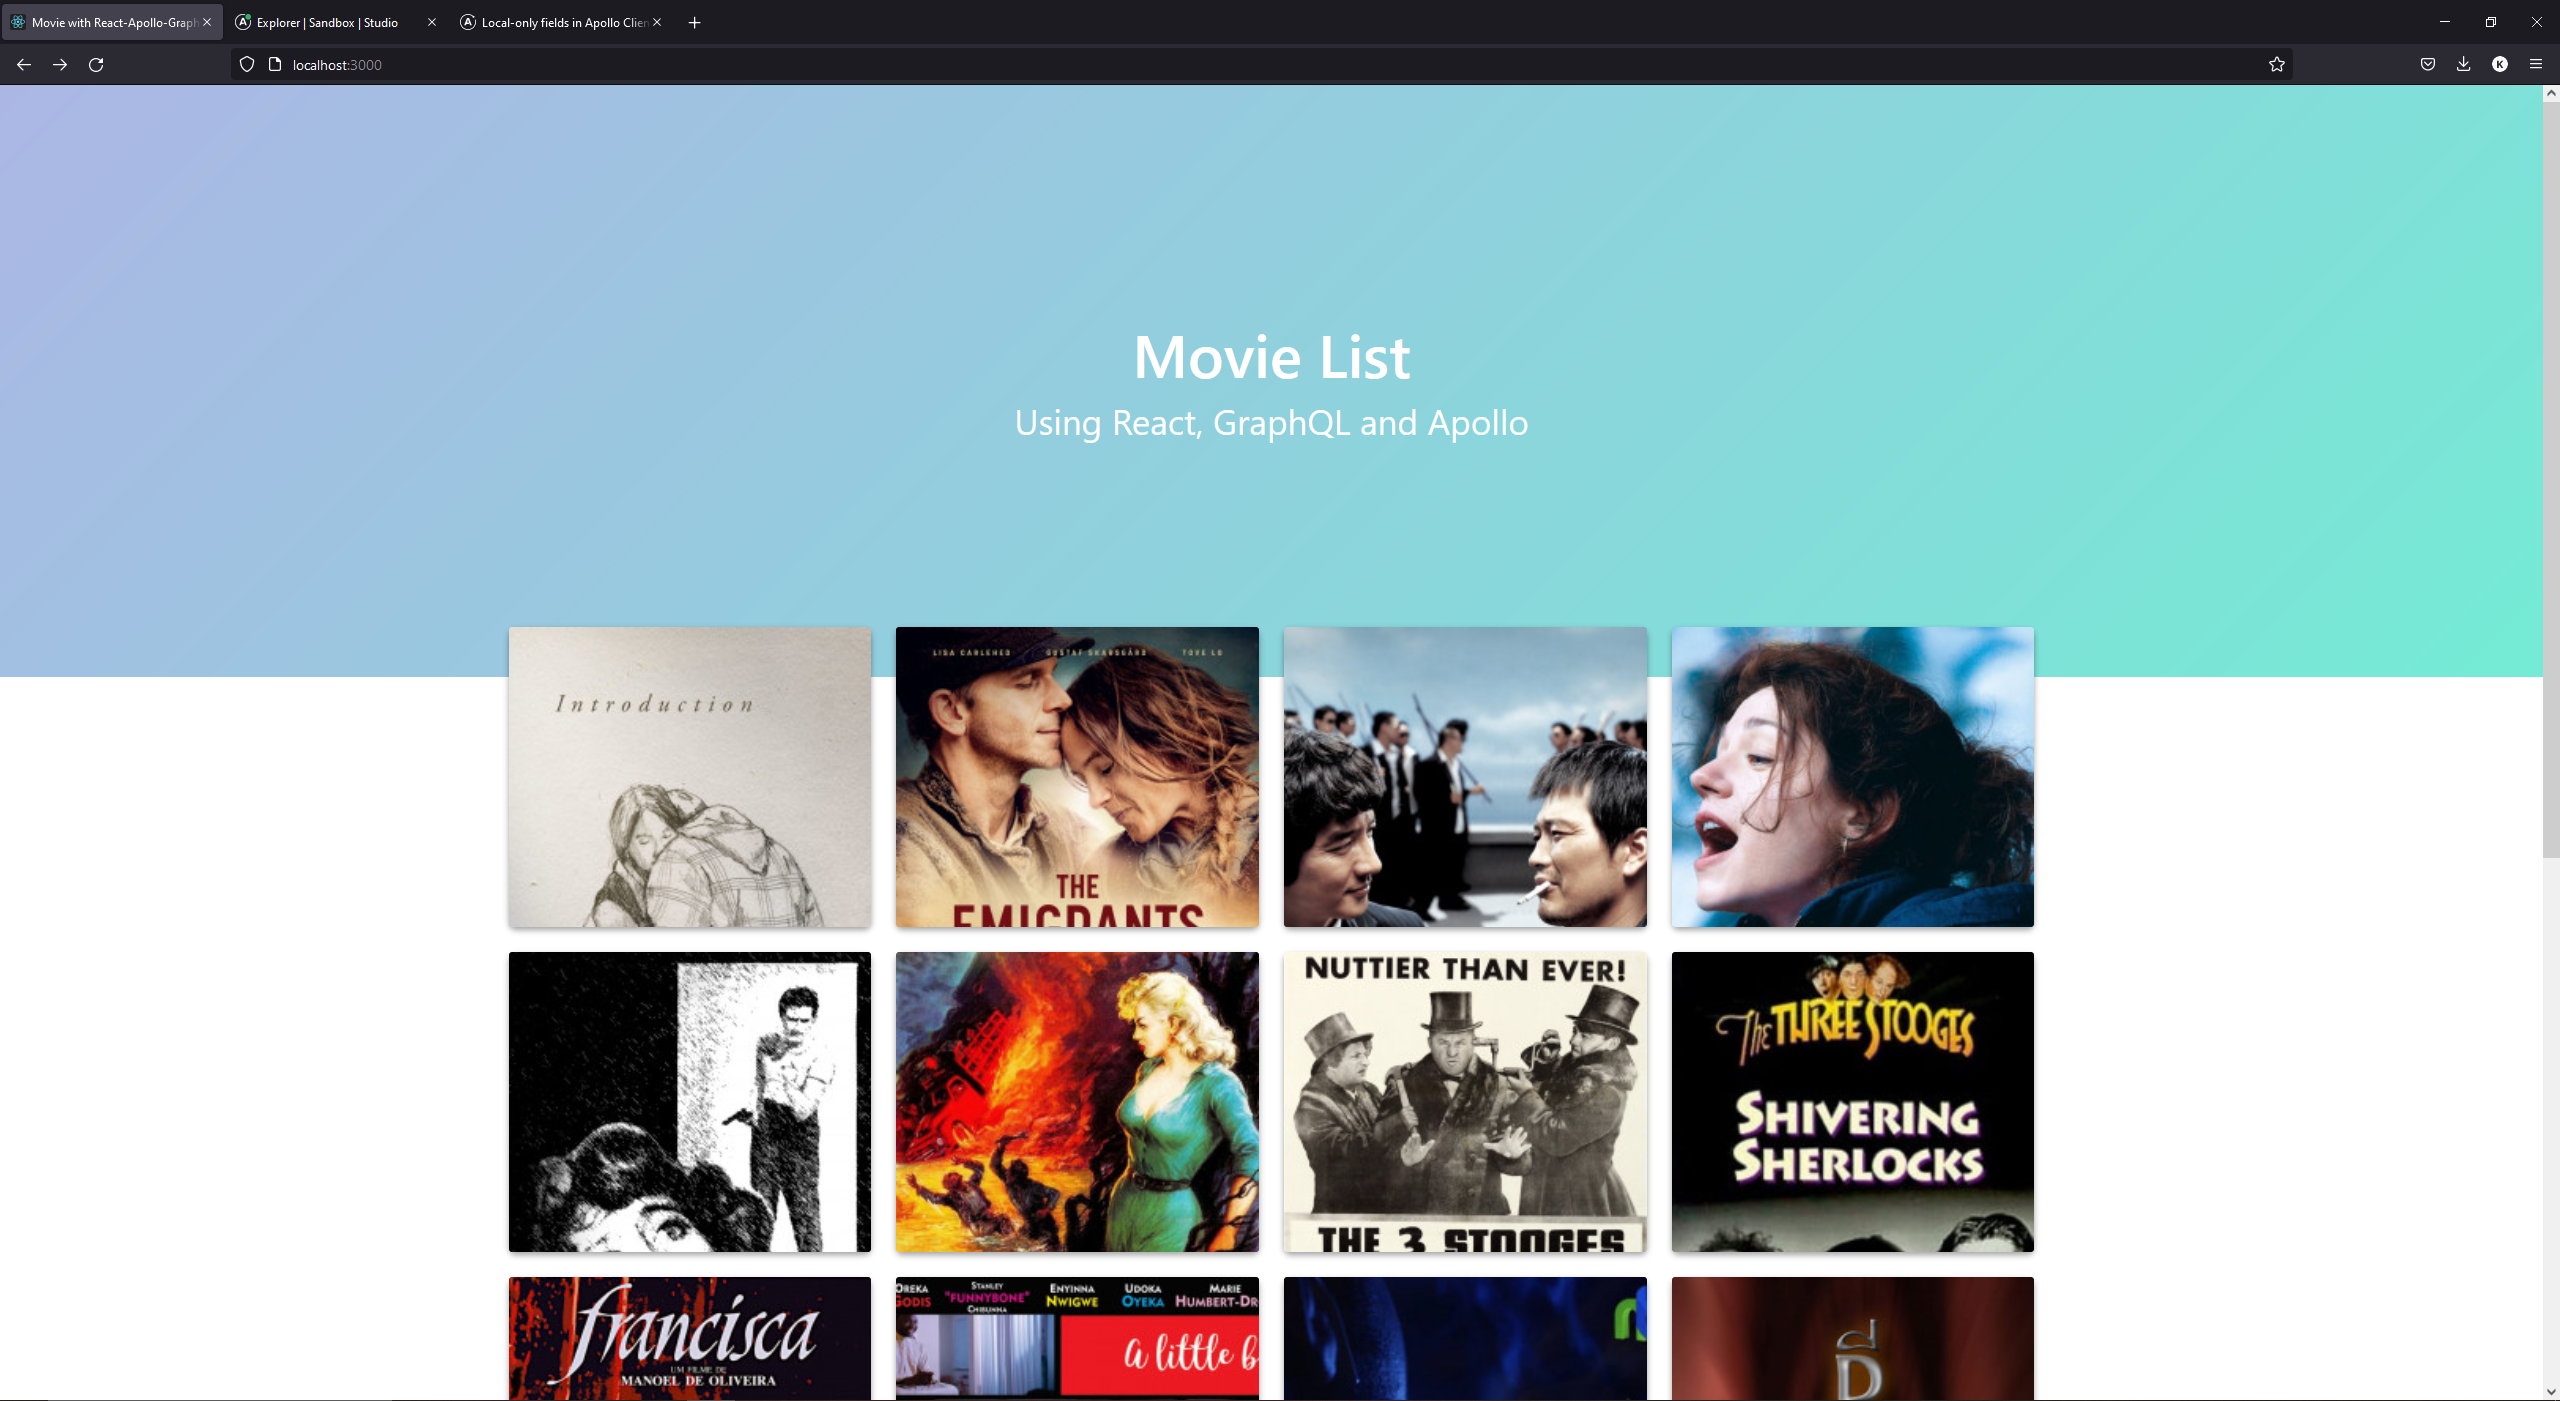 Movie with React-Apollo-Graph
Explorer | Sandbox | Studio
Local-only fields in Apollo Clien
localhost:3000
K
Movie List
Using React, GraphQL and Apollo
Introduction
LISA CARLEHED GUSTAF SKARSGÅRD TOVE LO
THE
EMIGRANTS
NUTTIER THAN EVER!
THE 3 STOOGES
The THREE STOOGES
SHIVERING
SHERLOCKS
francisca
UM FILME DE
MANOEL DE OLIVEIRA
OREKA
GODIS
STANLEY
"FUNNYBONE"
CHIBUNNA
ENYINNA
NWIGWE
UDOKA
OYEKA
MARIE
HUMBERT-DR
A little b
D